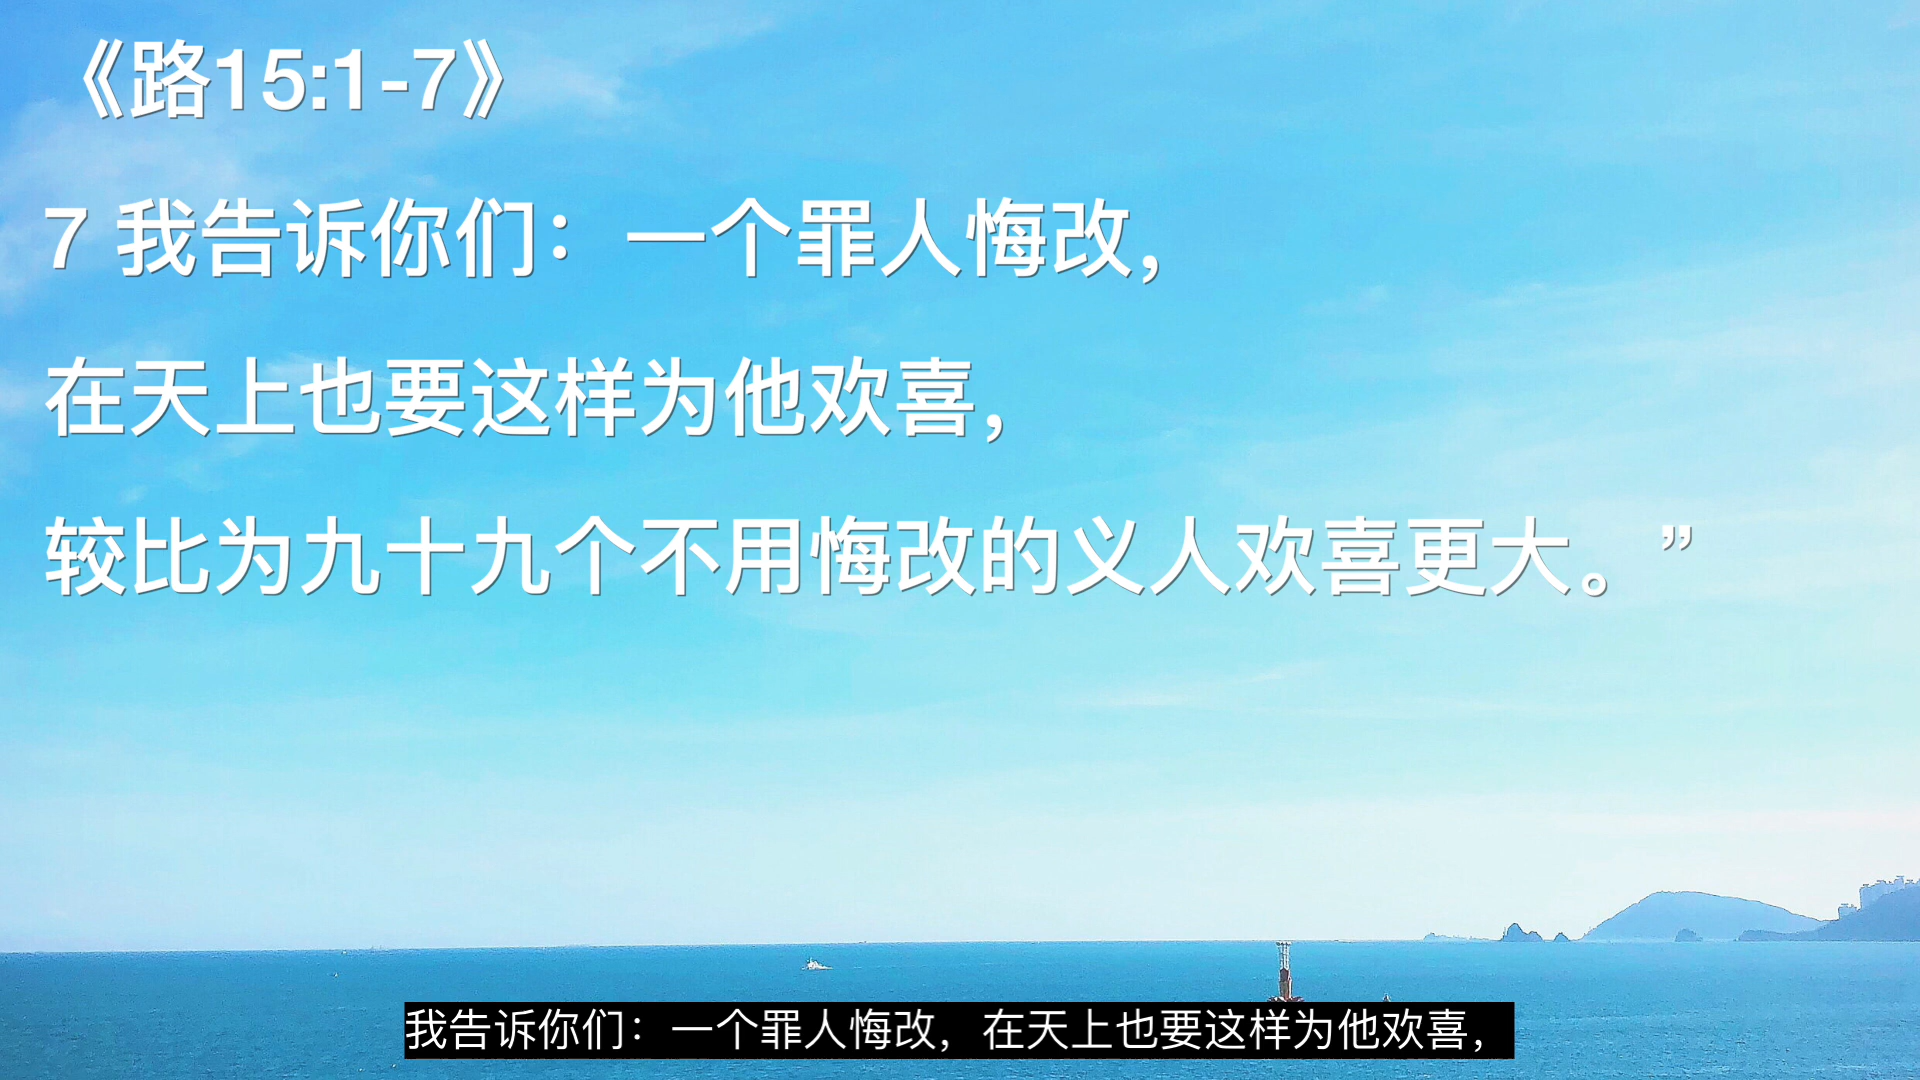 《路15:1-7》
7 我告诉你们：一个罪人悔改，
在天上也要这样为他欢喜，
较比为九十九个不用悔改的义人欢喜更大。”
我告诉你们：一个罪人悔改，在天上也要这样为他欢喜，